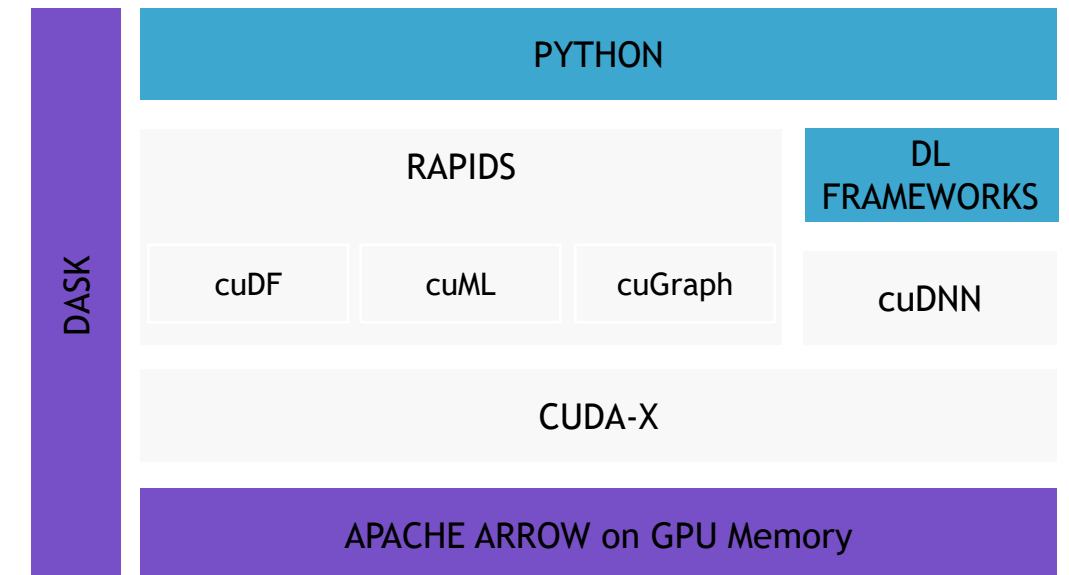 DASK
PYTHON
RAPIDS
DL
FRAMEWORKS
cuDF
cuML
cuGraph
cuDNN
CUDA-X
APACHE ARROW on GPU Memory